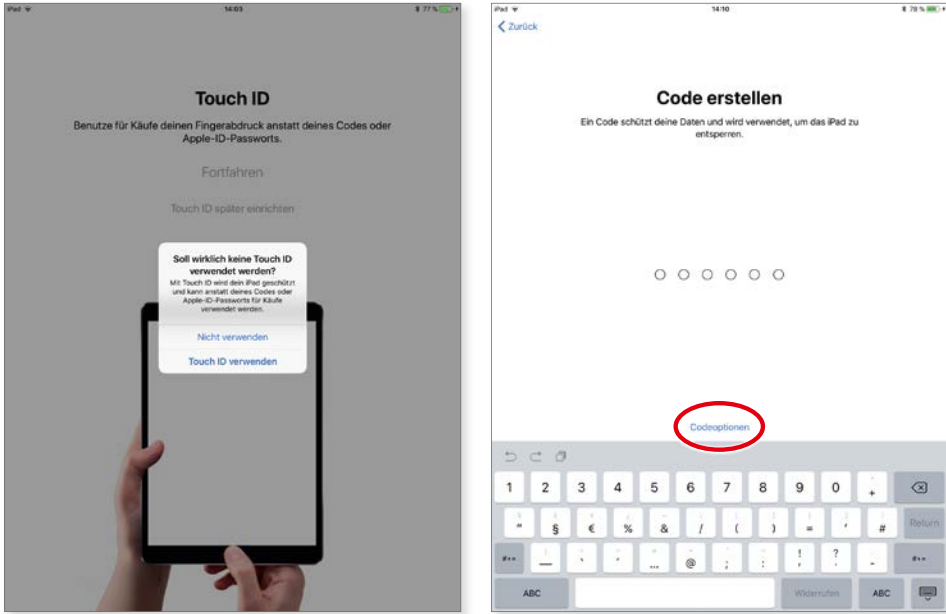 iPad
14:03
77 %
Touch ID
Benutze für Käufe deinen Fingerabdruck anstatt deines Codes oder
Apple-ID-Passworts.
Fortfahren
Touch ID später einrichten
Soll wirklich keine Touch ID
verwendet werden?
Mit Touch ID wird dein iPad geschützt
und kann anstatt deines Codes oder
Apple-ID-Passworts für Käufe
verwendet werden.
Nicht verwenden
Touch ID verwenden
iPad
14:10
78 %
Zurück
Code erstellen
Ein Code schützt deine Daten und wird verwendet, um das iPad zu
entsperren.
Codeoptionen
1 2 3 4 5 6 7 8 9 0 +
" § € % & / ( ) = ' #
Return
#+= _ @ ; : ! ? - #+=
ABC Widerrufen ABC